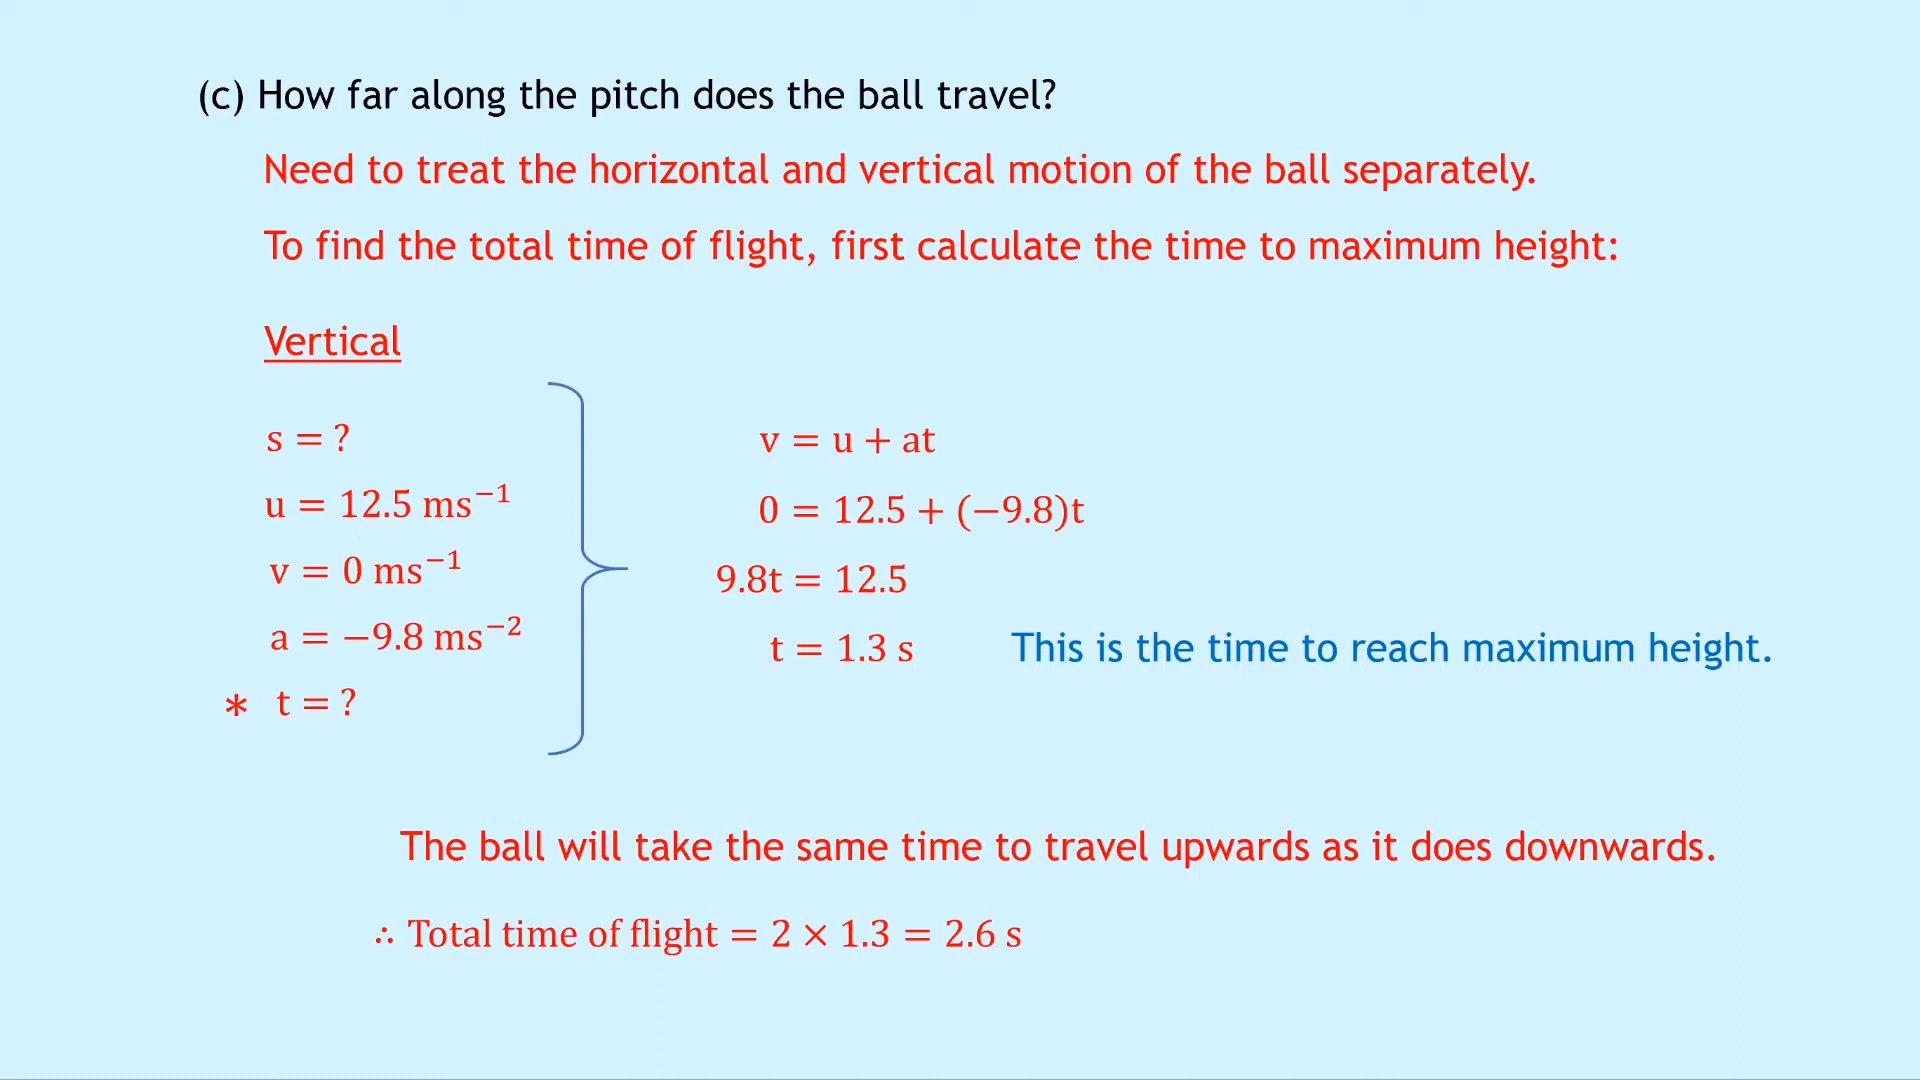 (c) How far along the pitch does the ball travel?
Need to treat the horizontal and vertical motion of the ball separately.
To find the total time of flight, first calculate the time to maximum height:
Vertical
s = ?
u = 12.5 ms⁻¹
v = 0 ms⁻¹
a = −9.8 ms⁻²
∗ t = ?
v = u + at
0 = 12.5 + (−9.8)t
9.8t = 12.5
t = 1.3 s
This is the time to reach maximum height.
The ball will take the same time to travel upwards as it does downwards.
∴ Total time of flight = 2 × 1.3 = 2.6 s